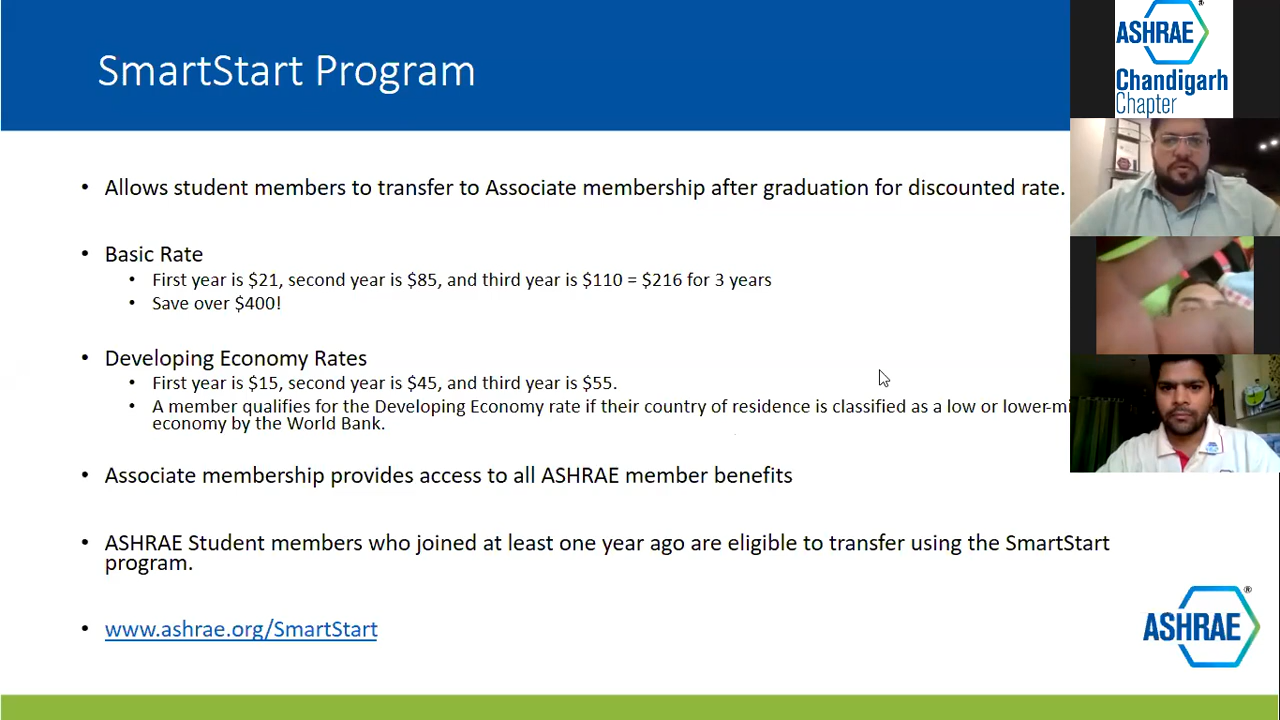 SmartStart Program
ASHRAE
Chandigarh
Chapter
• Allows student members to transfer to Associate membership after graduation for discounted rate.
• Basic Rate
• First year is $21, second year is $85, and third year is $110 = $216 for 3 years
• Save over $400!
• Developing Economy Rates
• First year is $15, second year is $45, and third year is $55.
• A member qualifies for the Developing Economy rate if their country of residence is classified as a low or lower-mi
economy by the World Bank.
• Associate membership provides access to all ASHRAE member benefits
• ASHRAE Student members who joined at least one year ago are eligible to transfer using the SmartStart
program.
• www.ashrae.org/SmartStart
ASHRAE®